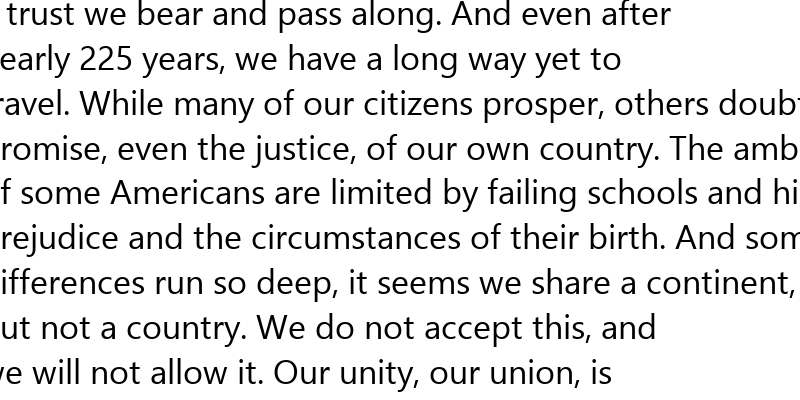 trust we bear and pass along. And even after
early 225 years, we have a long way yet to
ravel. While many of our citizens prosper, others doubt
romise, even the justice, of our own country. The amb
f some Americans are limited by failing schools and hi
rejudice and the circumstances of their birth. And som
ifferences run so deep, it seems we share a continent,
ut not a country. We do not accept this, and
we will not allow it. Our unity, our union, is